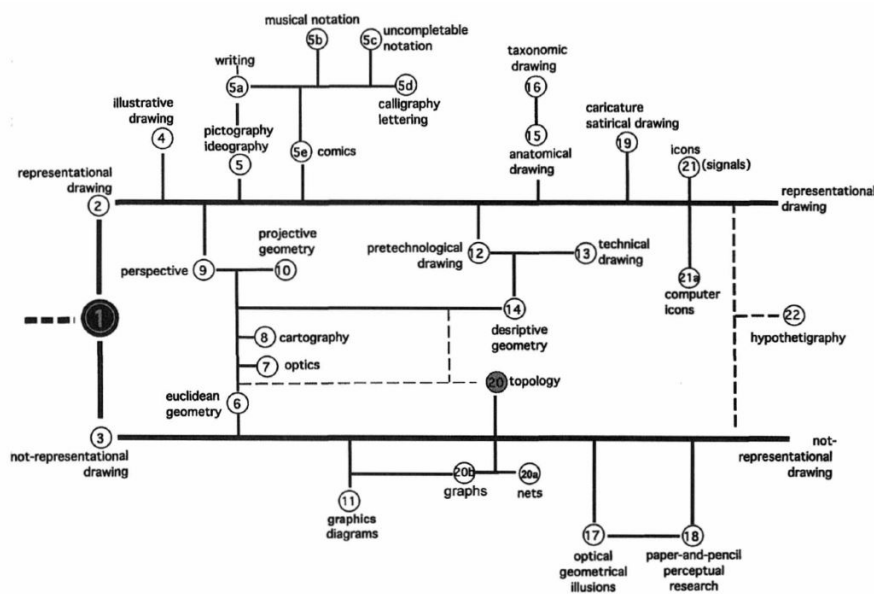 musical notation
5b
5c
uncompletable
notation
writing
5a
5d
calligraphy
lettering
taxonomic
drawing
16
illustrative
drawing
4
pictography
ideography
5
5e
comics
15
anatomical
drawing
caricature
satirical drawing
19
icons
21
(signals)
representational
drawing
2
representational
drawing
projective
geometry
perspective
9
10
pretechnological
drawing
12
13
technical
drawing
21a
computer
icons
1
14
desriptive
geometry
22
hypothetigraphy
8
cartography
7
optics
20
topology
euclidean
geometry
6
3
not-representational
drawing
not-
representational
drawing
11
graphics
diagrams
20b
graphs
20a
nets
17
optical
geometrical
illusions
18
paper-and-pencil
perceptual
research